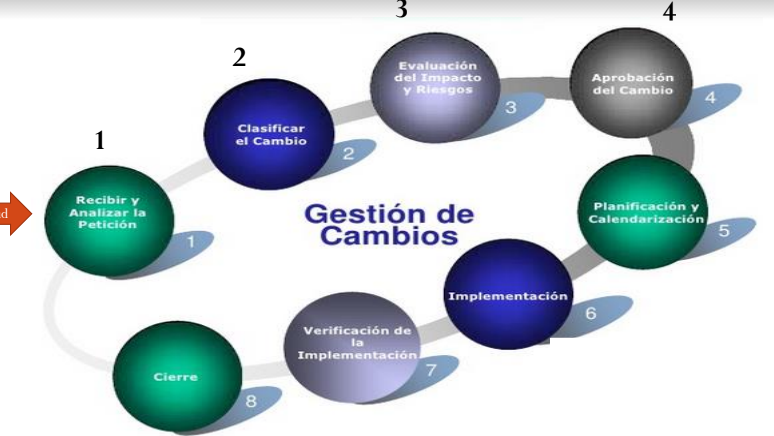 1
Recibir y
Analizar la
Petición
1
2
Clasificar
el Cambio
2
3
Evaluación
del Impacto
y Riesgos
3
4
Aprobación
del Cambio
4
Gestión de
Cambios
Planificación y
Calendarización
5
Implementación
6
Verificación de
la
Implementación
7
Cierre
8